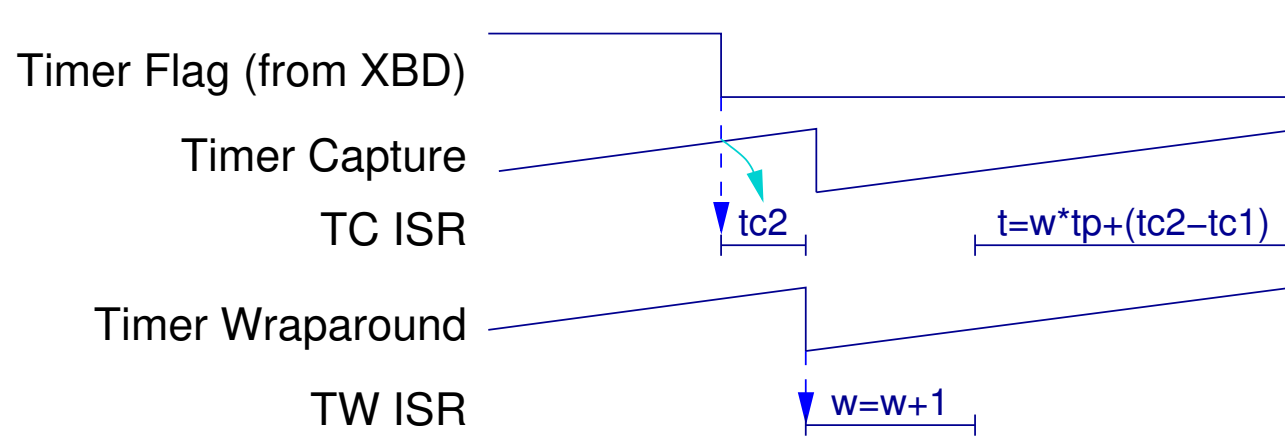 Timer Flag (from XBD)
Timer Capture
TC ISR
tc2
t=w*tp+(tc2−tc1)
Timer Wraparound
TW ISR
w=w+1